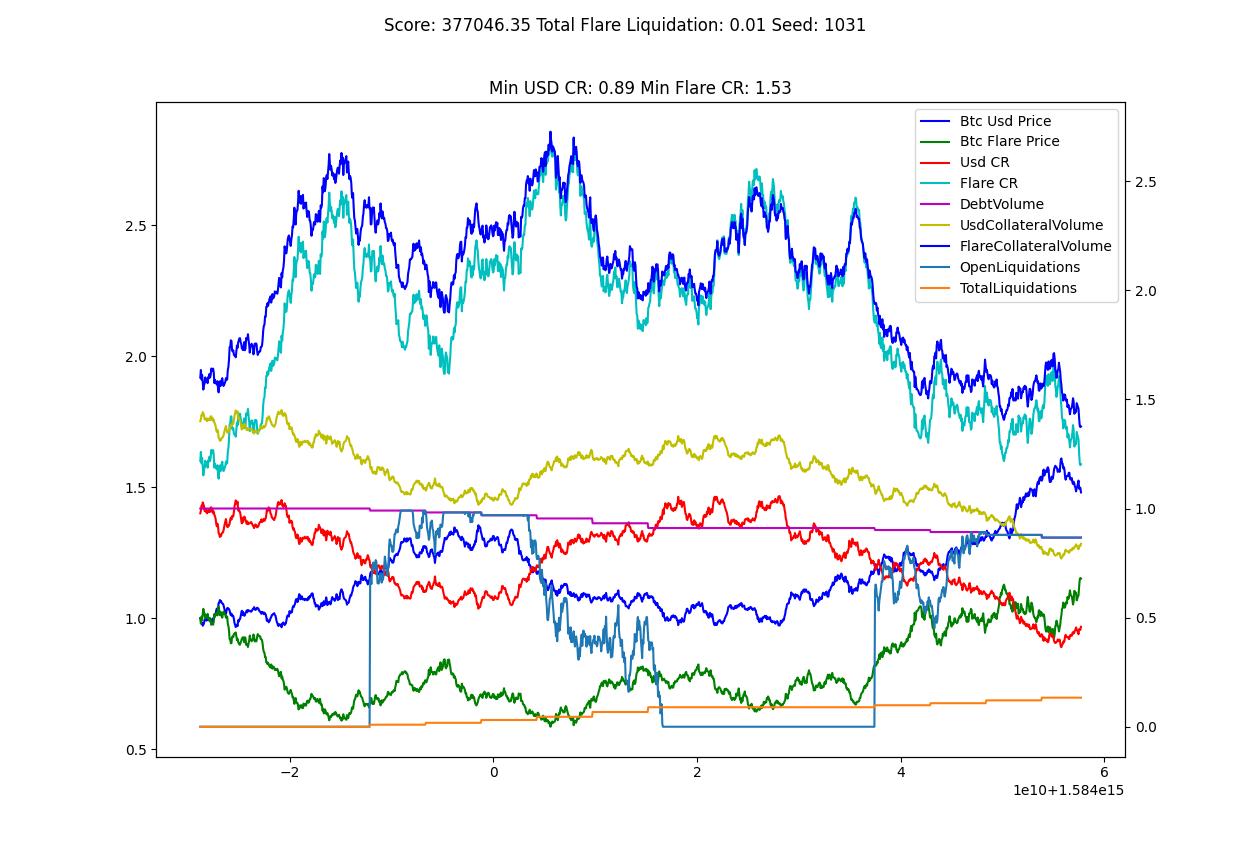 Score: 377046.35 Total Flare Liquidation: 0.01 Seed: 1031
Min USD CR: 0.89 Min Flare CR: 1.53
Btc Usd Price
Btc Flare Price
Usd CR
Flare CR
DebtVolume
UsdCollateralVolume
FlareCollateralVolume
OpenLiquidations
TotalLiquidations
2.5
2.0
1.5
1.0
0.5
2.5
2.0
1.5
1.0
0.5
0.0
−2
0
2
4
6
1e10+1.584e15